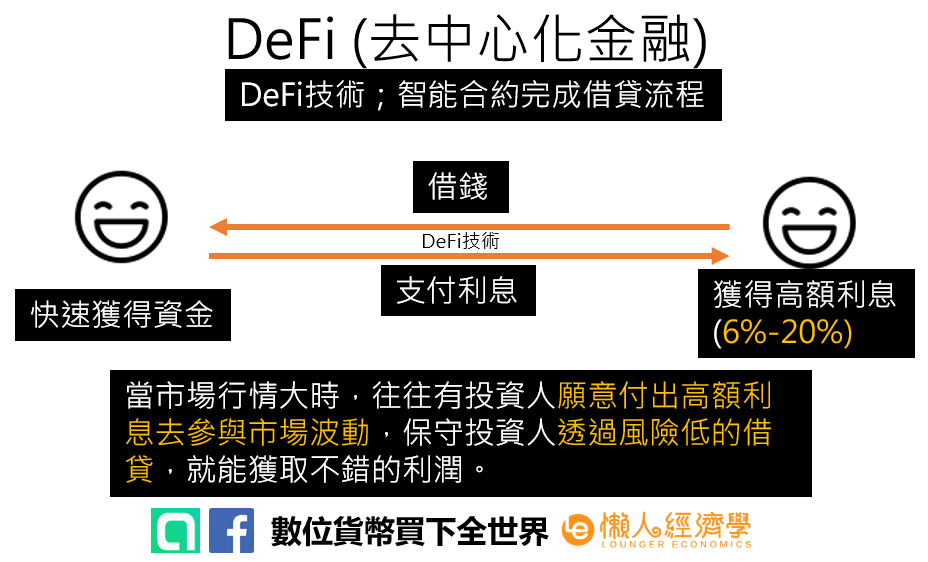 DeFi (去中心化金融)
DeFi技術；智能合約完成借貸流程
借錢
DeFi技術
支付利息
快速獲得資金
獲得高額利息
(6%-20%)
當市場行情大時，往往有投資人願意付出高額利
息去參與市場波動，保守投資人透過風險低的借
貸，就能獲取不錯的利潤。
數位貨幣買下全世界
懶人經濟學
LOUNGER ECONOMICS